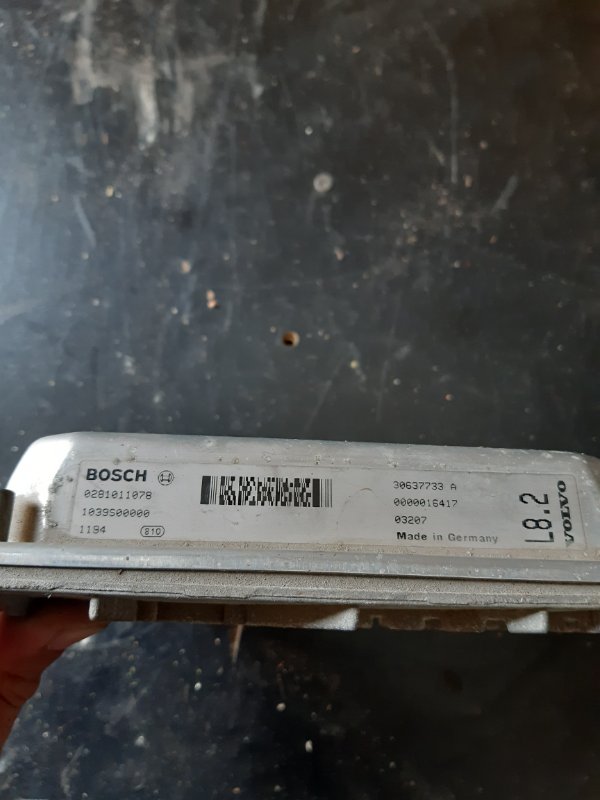 BOSCH
0281011078
1039S00000
1194 810
30637733 A
0000016417
03207
Made in Germany
L8.2
VOLVO